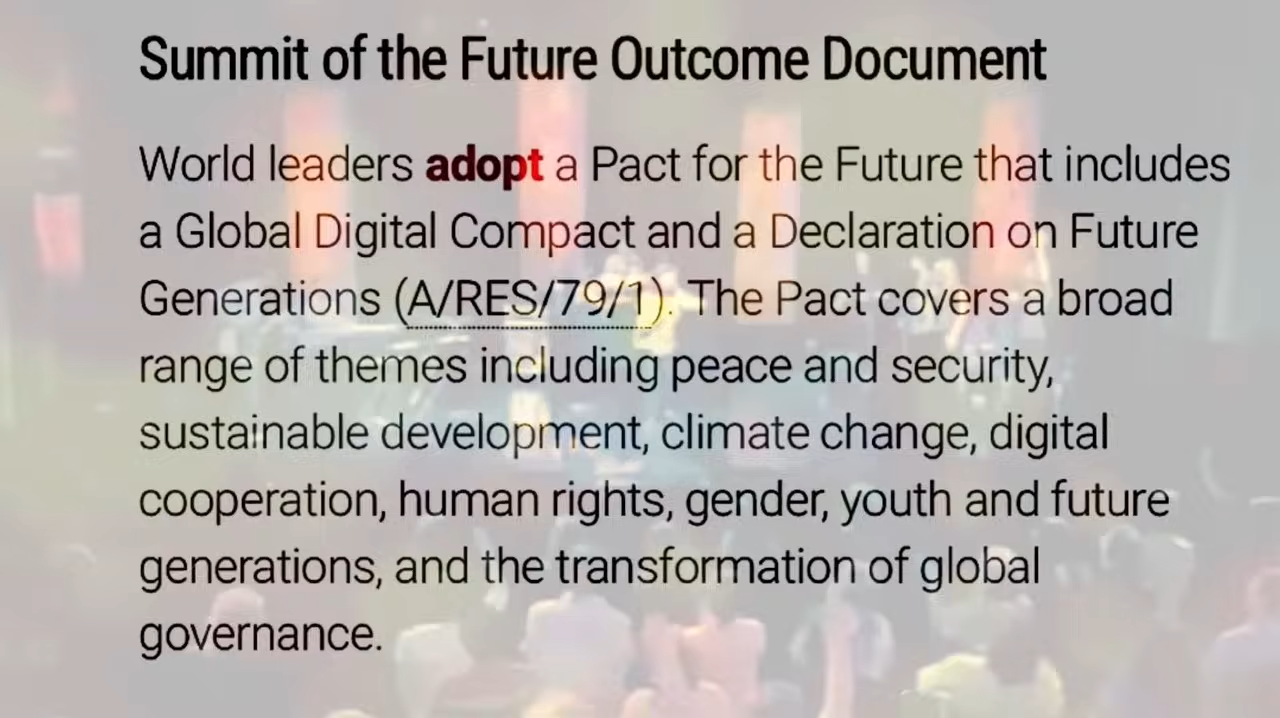 Summit of the Future Outcome Document
World leaders adopt a Pact for the Future that includes
a Global Digital Compact and a Declaration on Future
Generations (A/RES/79/1). The Pact covers a broad
range of themes including peace and security,
sustainable development, climate change, digital
cooperation, human rights, gender, youth and future
generations, and the transformation of global
governance.